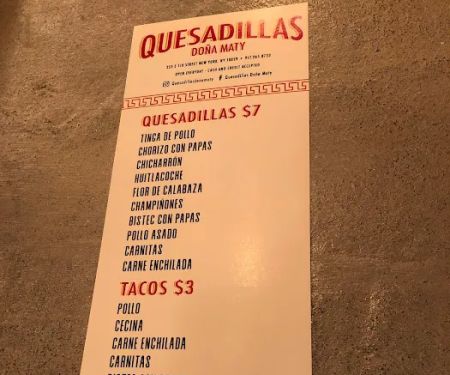 QUESADILLAS
DOÑA MATY
OPEN EVERYDAY - CASH AND CREDIT ACCEPTED
Quesadillas Doña Maty
QUESADILLAS $7
TINGA DE POLLO
CHORIZO CON PAPAS
CHICHARRÓN
HUITLACOCHE
FLOR DE CALABAZA
CHAMPIÑONES
BISTEC CON PAPAS
POLLO ASADO
CARNITAS
CARNE ENCHILADA
TACOS $3
POLLO
CECINA
CARNE ENCHILADA
CARNITAS